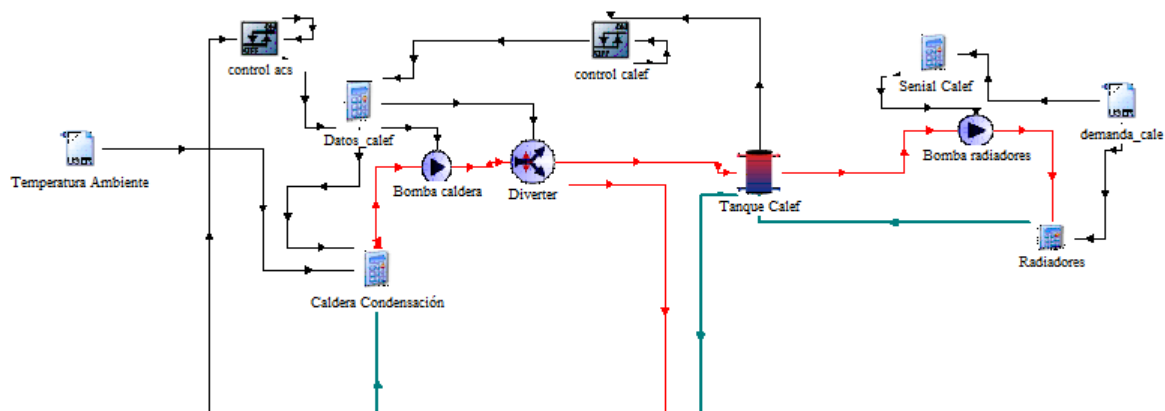 control acs
control calef
Senial Calef
Datos_calef
demanda_cale
Temperatura Ambiente
Bomba caldera
Diverter
Tanque Calef
Bomba radiadores
Radiadores
Caldera Condensación